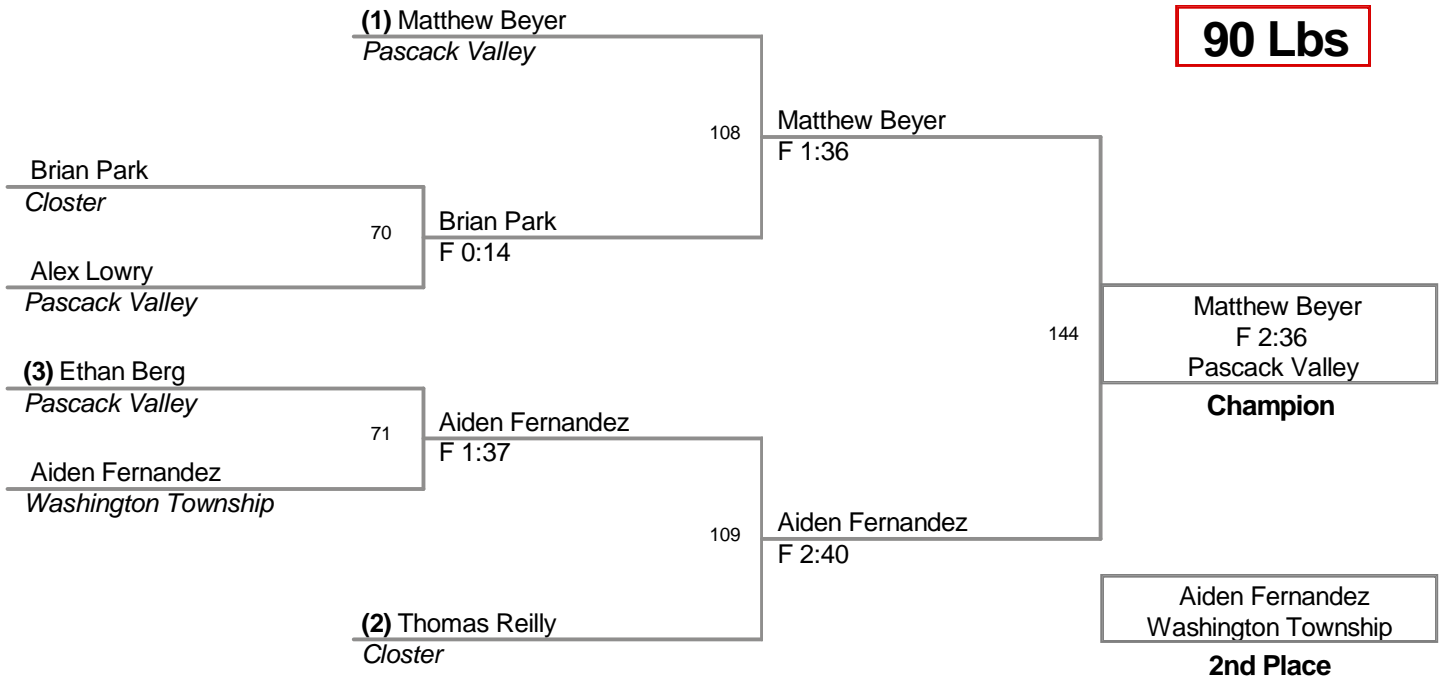 (1) Matthew Beyer
Pascack Valley
90 Lbs
108
Matthew Beyer
F 1:36
Brian Park
Closter
70
Brian Park
F 0:14
Alex Lowry
Pascack Valley
144
Matthew Beyer
F 2:36
Pascack Valley
Champion
(3) Ethan Berg
Pascack Valley
71
Aiden Fernandez
F 1:37
Aiden Fernandez
Washington Township
109
Aiden Fernandez
F 2:40
(2) Thomas Reilly
Closter
Aiden Fernandez
Washington Township
2nd Place